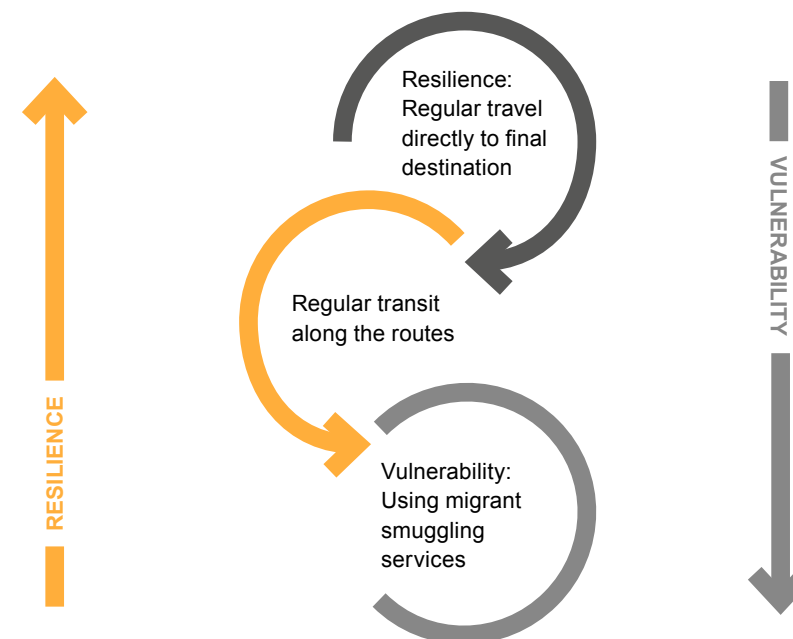 Resilience:
Regular travel
directly to final
destination
VULNERABILITY
Regular transit
along the routes
RESILIENCE
Vulnerability:
Using migrant
smuggling
services